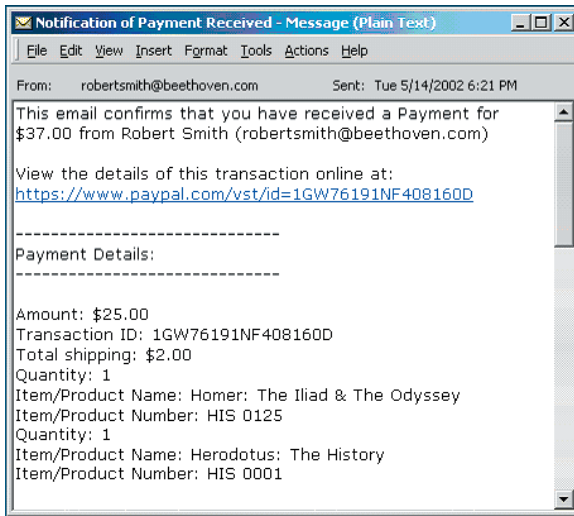 Notification of Payment Received - Message (Plain Text)
File Edit View Insert Format Tools Actions Help
From: robertsmith@beethoven.com Sent: Tue 5/14/2002 6:21 PM
This email confirms that you have received a Payment for
$37.00 from Robert Smith (robertsmith@beethoven.com)
View the details of this transaction online at:
https://www.paypal.com/vst/id=1GW76191NF408160D
------------------------------
Payment Details:
------------------------------
Amount: $25.00
Transaction ID: 1GW76191NF408160D
Total shipping: $2.00
Quantity: 1
Item/Product Name: Homer: The Iliad & The Odyssey
Item/Product Number: HIS 0125
Quantity: 1
Item/Product Name: Herodotus: The History
Item/Product Number: HIS 0001